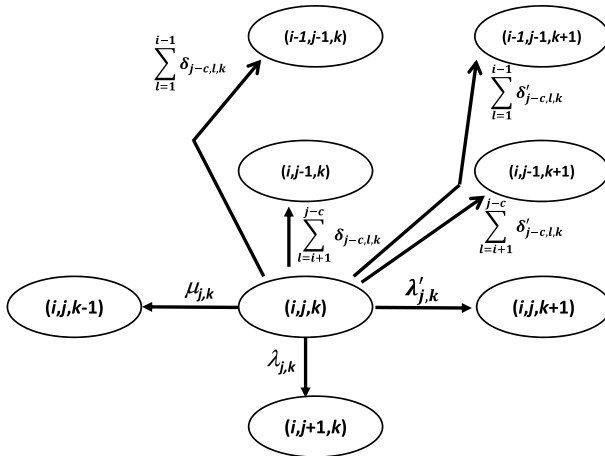 (i-1,j-1,k)
(i-1,j-1,k+1)
∑_{l=1}^{i-1} δ_{j-c,l,k}
∑_{l=1}^{i-1} δ'_{j-c,l,k}
(i,j-1,k)
(i,j-1,k+1)
∑_{l=i+1}^{j-c} δ_{j-c,l,k}
∑_{l=i+1}^{j-c} δ'_{j-c,l,k}
(i,j,k-1)
μ_{j,k}
(i,j,k)
λ'_{j,k}
(i,j,k+1)
λ_{j,k}
(i,j+1,k)